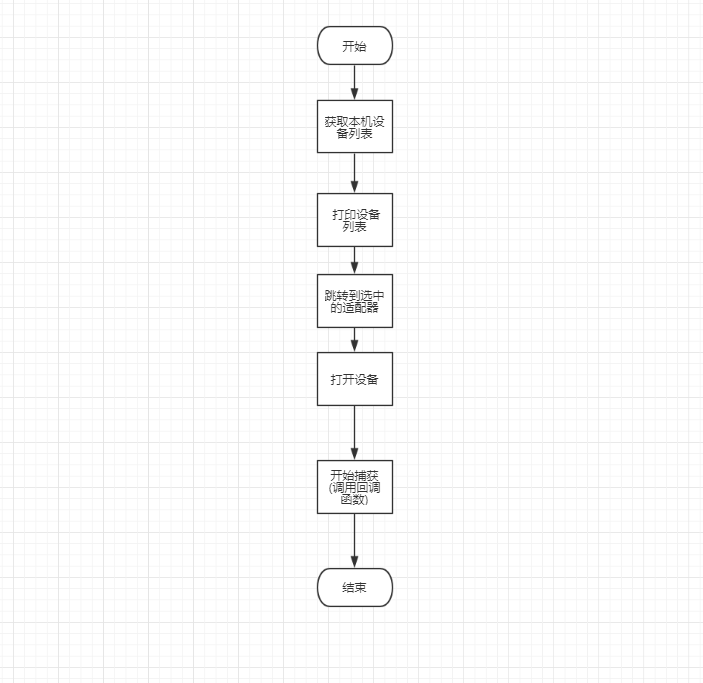 开始
获取本机设
备列表
打印设备
列表
跳转到选中
的适配器
打开设备
开始捕获
(调用回调
函数)
结束